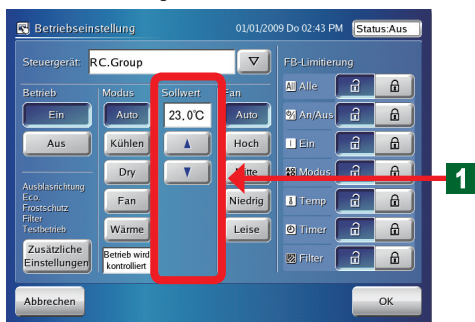 Betriebseinstellung 01/01/2009 Do 02:43 PM Status:Aus
Steuergerät: RC.Group FB-Limitierung
Alle
Betrieb Modus Sollwert Fan
Ein Auto 23,0℃ Auto An/Aus
Aus Kühlen Hoch Ein
1
Dry Modus
Ausblasrichtung
Eco.
Frostschutz
Filter
Testbetrieb
Fan Niedrig Temp
Wärme Leise Timer
Zusätzliche
Einstellungen
Betrieb wird
kontrolliert
Filter
Abbrechen OK